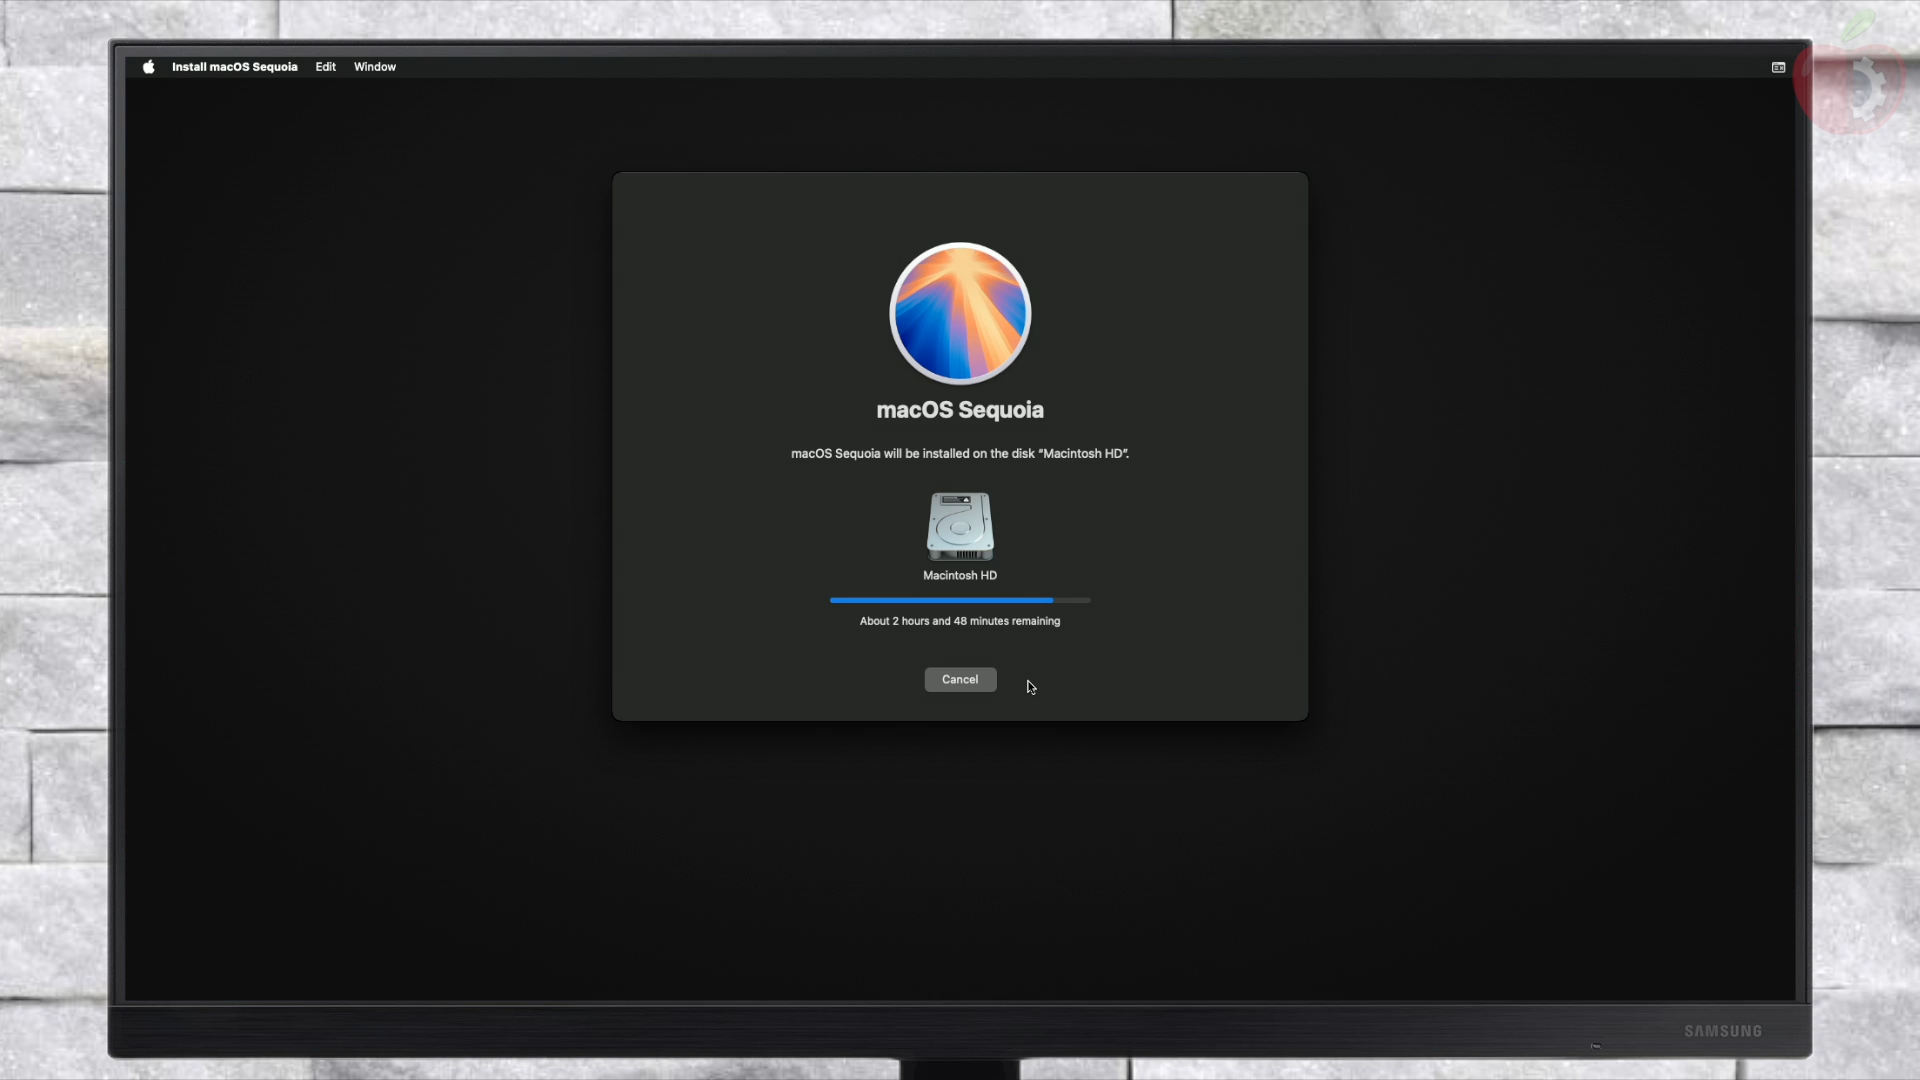 Install macOS Sequoia Edit Window
macOS Sequoia
macOS Sequoia will be installed on the disk “Macintosh HD”.
Macintosh HD
About 2 hours and 48 minutes remaining
Cancel
SAMSUNG